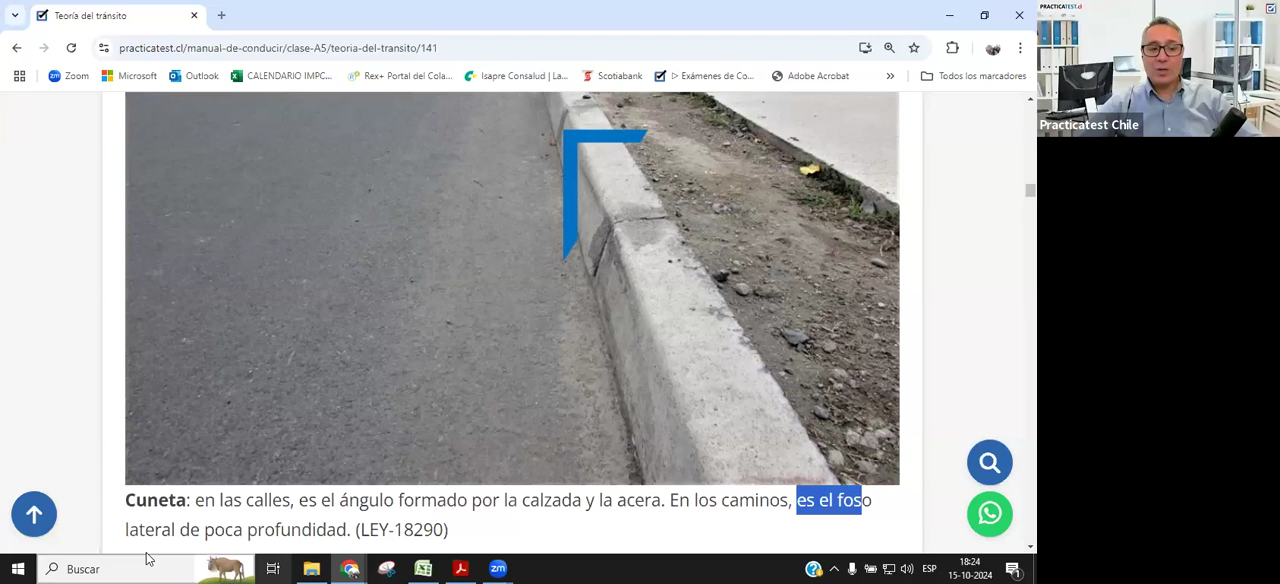 Teoría del tránsito
practicatest.cl/manual-de-conducir/clase-A5/teoria-del-transito/141
Zoom
Microsoft
Outlook
CALENDARIO IMPC...
Rex+ Portal del Cola...
Isapre Consalud | La...
Scotiabank
▷ Exámenes de Co...
Adobe Acrobat
»
Todos los marcadores
PRACTICATEST.cl
Practicatest Chile
Cuneta: en las calles, es el ángulo formado por la calzada y la acera. En los caminos, es el foso
lateral de poca profundidad. (LEY-18290)
Buscar
ESP
18:24
15-10-2024
1